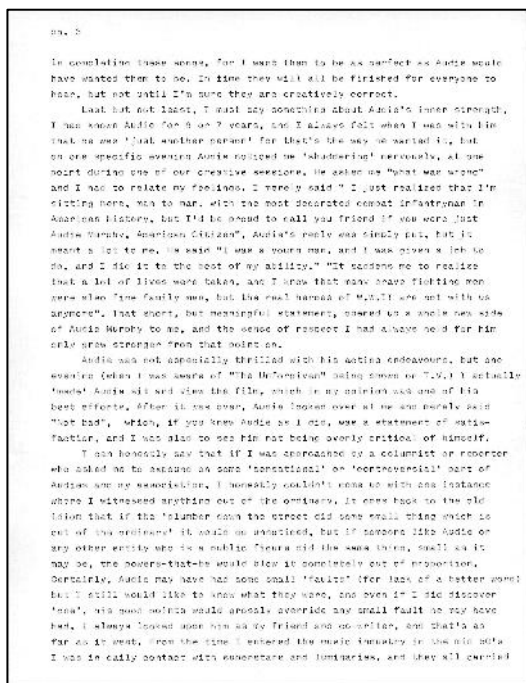 pg. 5
in completing these songs, for I want them to be as perfect as Audie would
have wanted them to be. In time they will all be finished for everyone to
hear, but not until I'm sure they are creatively correct.
Last but not least, I must say something about Audie's inner strength,
I had known Audie for 6 or 7 years, and I always felt when I was with him
that he was 'just another person' for that's the way he wanted it, but
on one specific evening Audie noticed me 'shuddering' nervously, at one
point during one of our creative sessions. He asked me "what was wrong"
and I had to relate my feelings. I merely said " I just realized that I'm
sitting here, man to man, with the most decorated combat infantryman in
American history, but I'd be proud to call you friend if you were just
Audie Murphy, American Citizen", Audie's reply was simply put, but it
meant a lot to me. He said "I was a young man, and I was given a job to
do, and I did it to the best of my ability." "It saddens me to realize
that a lot of lives were taken, and I know that many brave fighting men
were also fine family men, but the real heroes of W.W.II are not with us
anymore". That short, but meaningful statement, opened up a whole new side
of Audie Murphy to me, and the sense of respect I had always held for him
only grew stronger from that point on.
Audie was not especially thrilled with his acting endeavours, but one
evening (when I was aware of "The Unforgiven" being shown on T.V.) I actually
'made' Audie sit and view the film, which in my opinion was one of his
best efforts. After it was over, Audie looked over at me and merely said
"Not bad", which, if you knew Audie as I did, was a statement of satis-
faction, and I was glad to see him not being overly critical of himself.
I can honestly say that if I was approached by a columnist or reporter
who asked me to expound on some 'sensational' or 'controversial' part of
Audies and my association, I honestly couldn't come up with one instance
where I witnessed anything out of the ordinary. It goes back to the old
idiom that if the 'plumber down the street did some small thing which is
out of the ordinary' it would go unnoticed, but if someone like Audie or
any other entity who is a public figure did the same thing, small as it
may be, the powers-that-be would blow it completely out of proportion.
Certainly, Audie may have had some small 'faults' (for lack of a better word)
but I still would like to know what they were, and even if I did discover
'one', his good points would grossly override any small fault he may have
had. I always looked upon him as my friend and co-writer, and that's as
far as it went. From the time I entered the music industry in the mid 50's
I was in daily contact with superstars and luminaries, and they all carried